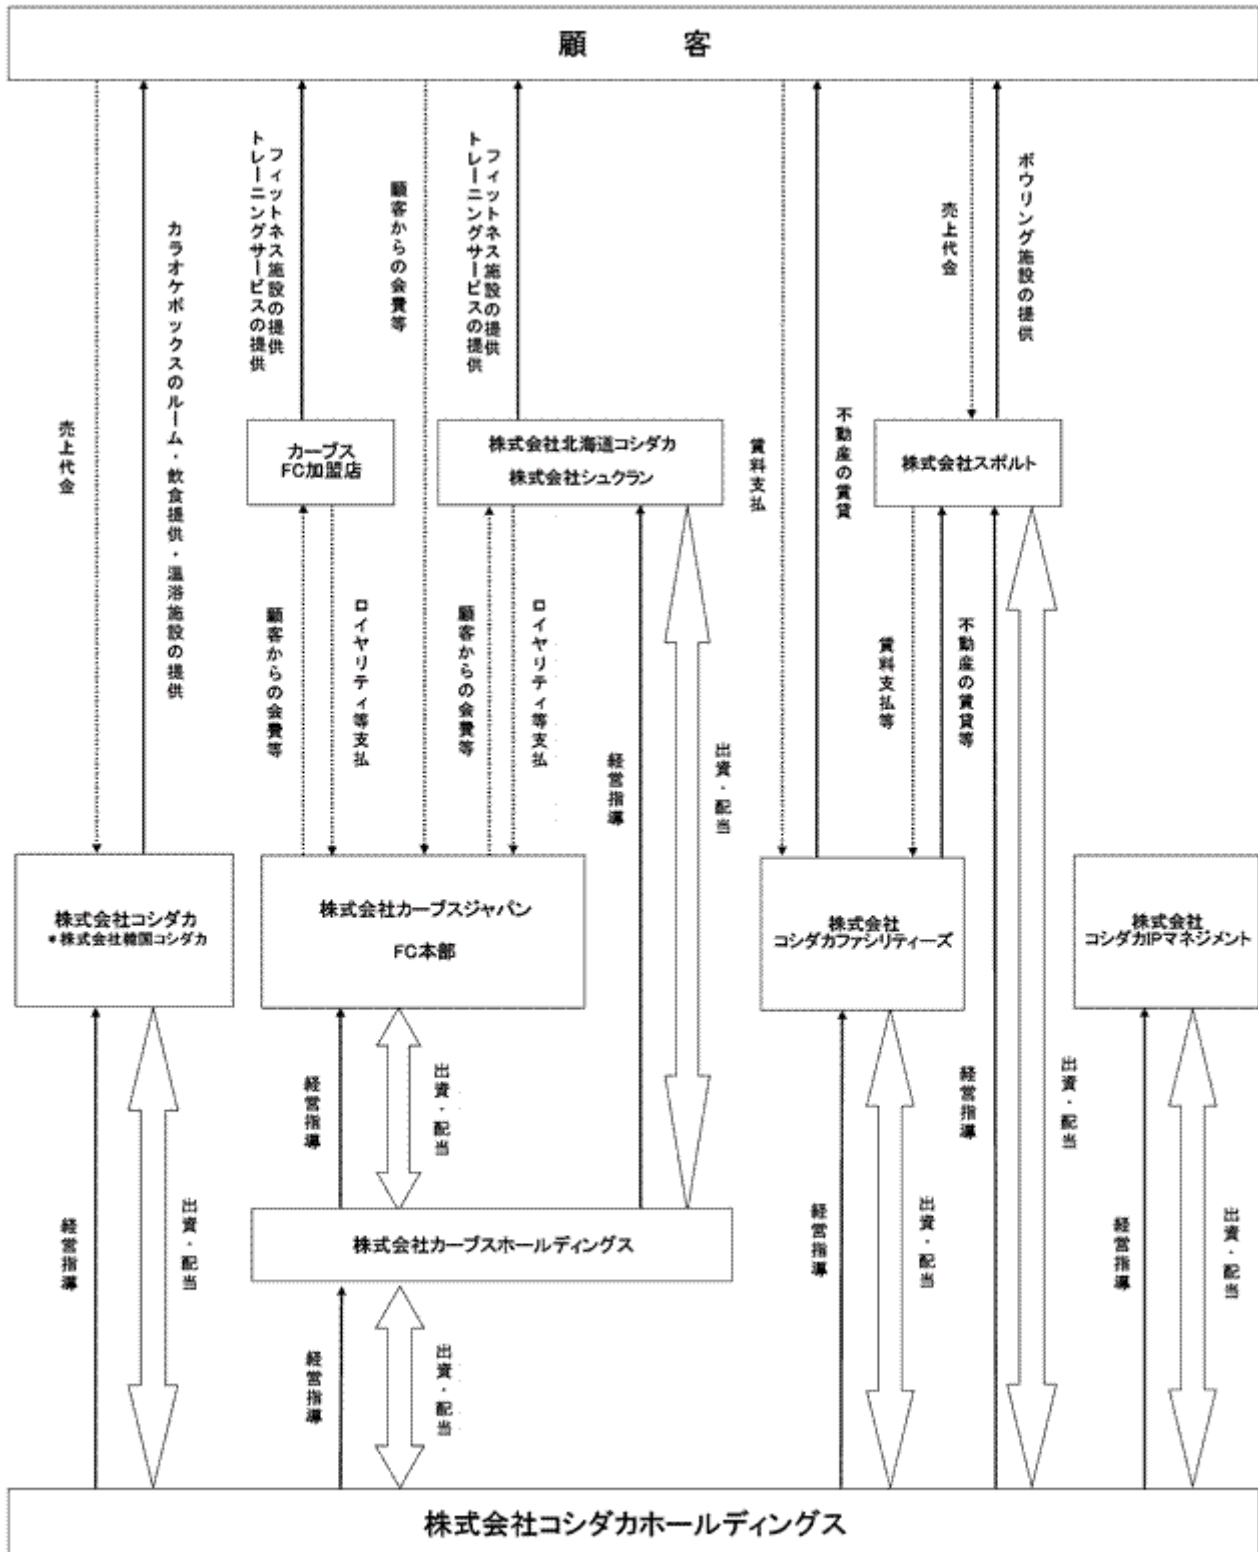 顧　客
売上代金
カラオケボックスのルーム・飲食提供・温浴施設の提供
フィットネス施設の提供
トレーニングサービスの提供
顧客からの会費等
フィットネス施設の提供
トレーニングサービスの提供
賃料支払
不動産の賃貸
売上代金
ボウリング施設の提供
カーブス
FC加盟店
株式会社北海道コシダカ
株式会社シュクラン
株式会社スポルト
顧客からの会費等
ロイヤリティ等支払
顧客からの会費等
ロイヤリティ等支払
経営指導
出資・配当
賃料支払等
不動産の賃貸等
経営指導
出資・配当
株式会社コシダカ
*株式会社韓国コシダカ
株式会社カーブスジャパン
FC本部
株式会社
コシダカファシリティーズ
株式会社
コシダカIPマネジメント
経営指導
出資・配当
経営指導
出資・配当
株式会社カーブスホールディングス
経営指導
出資・配当
経営指導
出資・配当
経営指導
出資・配当
株式会社コシダカホールディングス